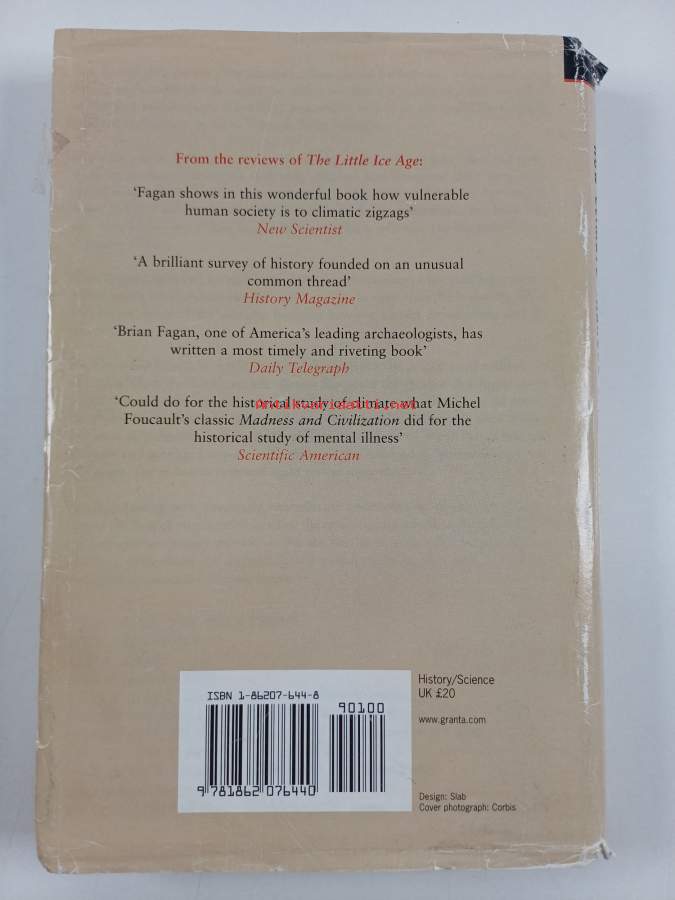 From the reviews of The Little Ice Age:
‘Fagan shows in this wonderful book how vulnerable
human society is to climatic zigzags’
New Scientist
‘A brilliant survey of history founded on an unusual
common thread’
History Magazine
‘Brian Fagan, one of America’s leading archaeologists, has
written a most timely and riveting book’
Daily Telegraph
‘Could do for the historical study of climate what Michel
Foucault’s classic Madness and Civilization did for the
historical study of mental illness’
Scientific American
Antikvariaatti.net
ISBN 1-86207-644-8
90100
9 781862 076440
History/Science
UK £20
www.granta.com
Design: Slab
Cover photograph: Corbis